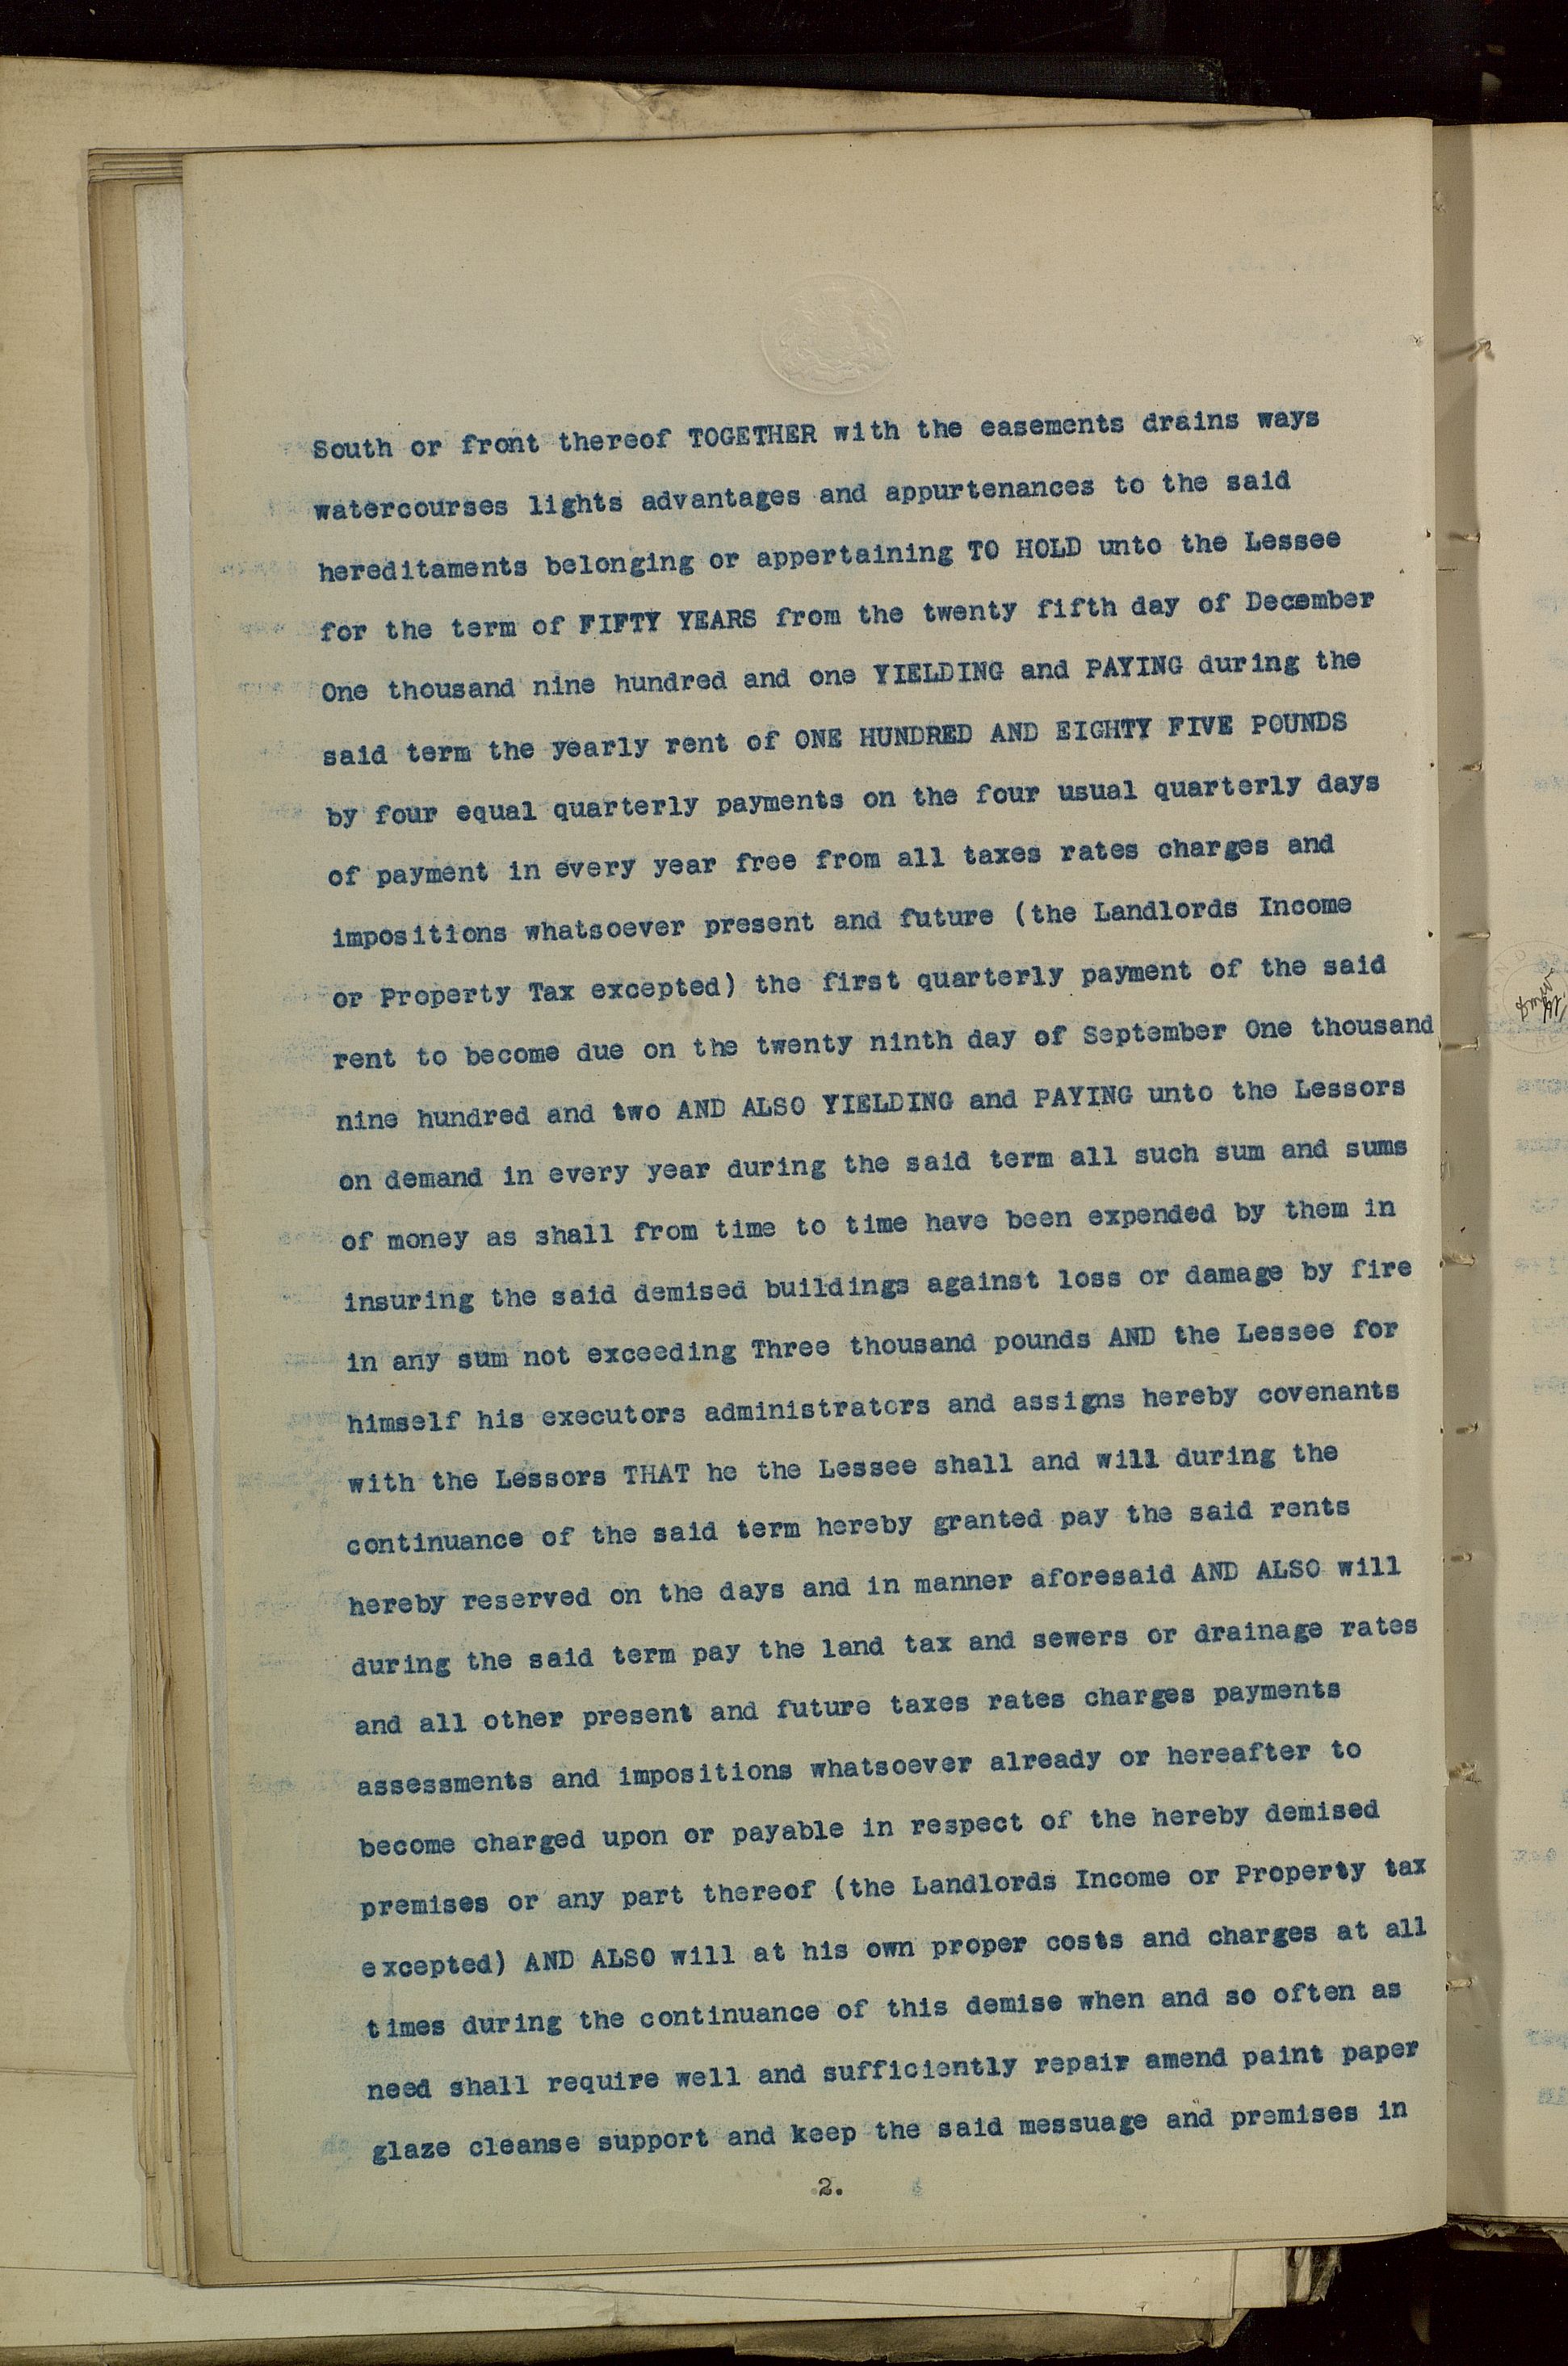 South or front thereof TOGETHER with the easements drains ways
watercourses lights advantages and appurtenances to the said
hereditaments belonging or appertaining TO HOLD unto the Lessee
for the term of FIFTY YEARS from the twenty fifth day of December
One thousand nine hundred and one YIELDING and PAYING during the
said term the yearly rent of ONE HUNDRED AND EIGHTY FIVE POUNDS
by four equal quarterly payments on the four usual quarterly days
of payment in every year free from all taxes rates charges and
impositions whatsoever present and future (the Landlords Income
or Property Tax excepted) the first quarterly payment of the said
rent to become due on the twenty ninth day of September One thousand
nine hundred and two AND ALSO YIELDING and PAYING unto the Lessors
on demand in every year during the said term all such sum and sums
of money as shall from time to time have been expended by them in
insuring the said demised buildings against loss or damage by fire
in any sum not exceeding Three thousand pounds AND the Lessee for
himself his executors administrators and assigns hereby covenants
with the Lessors THAT he the Lessee shall and will during the
continuance of the said term hereby granted pay the said rents
hereby reserved on the days and in manner aforesaid AND ALSO will
during the said term pay the land tax and sewers or drainage rates
and all other present and future taxes rates charges payments
assessments and impositions whatsoever already or hereafter to
become charged upon or payable in respect of the hereby demised
premises or any part thereof (the Landlords Income or Property tax
excepted) AND ALSO will at his own proper costs and charges at all
times during the continuance of this demise when and so often as
need shall require well and sufficiently repair amend paint paper
glaze cleanse support and keep the said messuage and premises in
2.